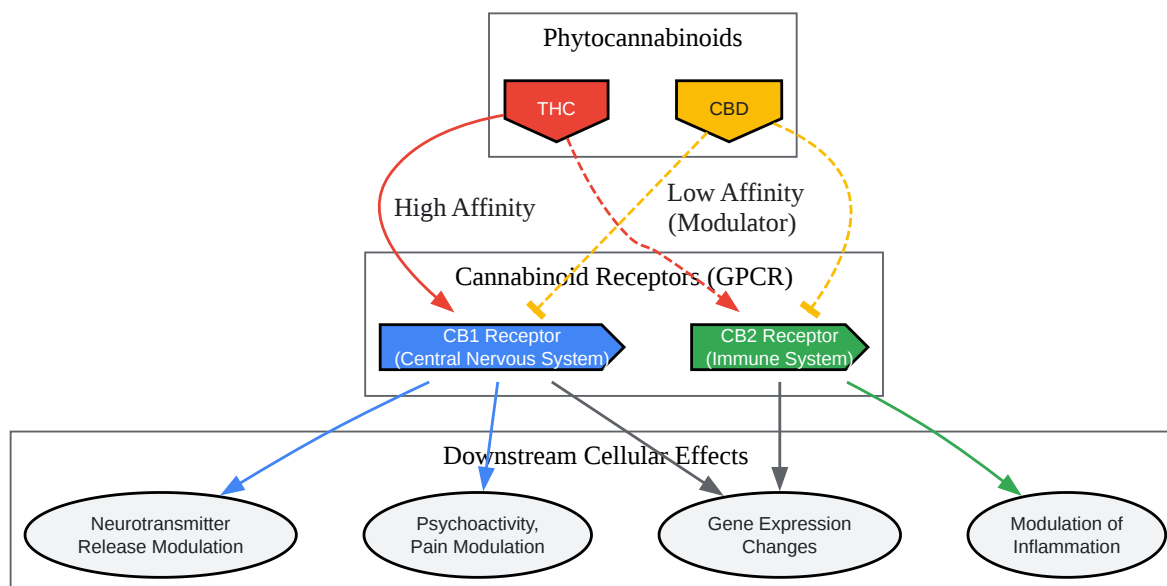 Phytocannabinoids
THC
CBD
High Affinity
Low Affinity
(Modulator)
Cannabinoid Receptors (GPCR)
CB1 Receptor
(Central Nervous System)
CB2 Receptor
(Immune System)
Downstream Cellular Effects
Neurotransmitter
Release Modulation
Psychoactivity,
Pain Modulation
Gene Expression
Changes
Modulation of
Inflammation